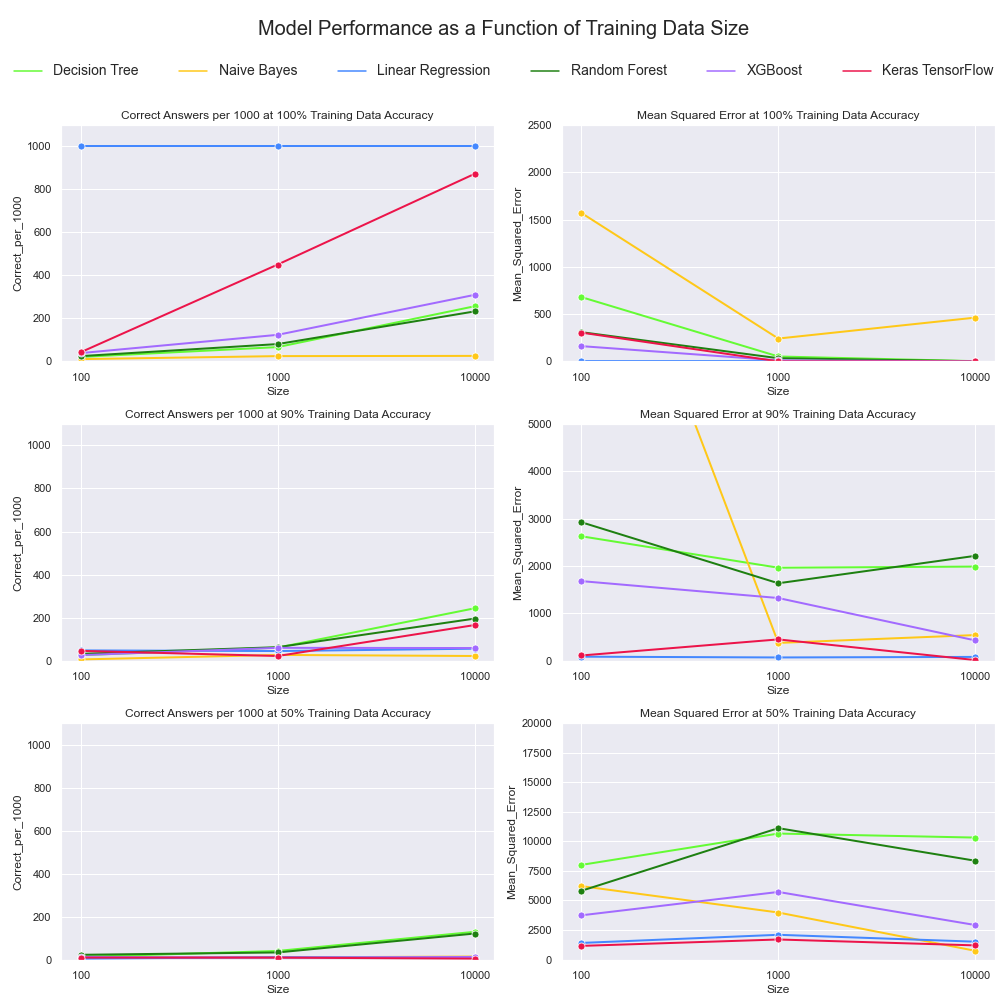 Model Performance as a Function of Training Data Size
Decision Tree Naive Bayes Linear Regression Random Forest XGBoost Keras TensorFlow
Correct Answers per 1000 at 100% Training Data Accuracy
Correct_per_1000
1000
800
600
400
200
0
100 1000 10000
Size
Mean Squared Error at 100% Training Data Accuracy
Mean_Squared_Error
2500
2000
1500
1000
500
0
100 1000 10000
Size
Correct Answers per 1000 at 90% Training Data Accuracy
Correct_per_1000
1000
800
600
400
200
0
100 1000 10000
Size
Mean Squared Error at 90% Training Data Accuracy
Mean_Squared_Error
5000
4000
3000
2000
1000
0
100 1000 10000
Size
Correct Answers per 1000 at 50% Training Data Accuracy
Correct_per_1000
1000
800
600
400
200
0
100 1000 10000
Size
Mean Squared Error at 50% Training Data Accuracy
Mean_Squared_Error
20000
17500
15000
12500
10000
7500
5000
2500
0
100 1000 10000
Size